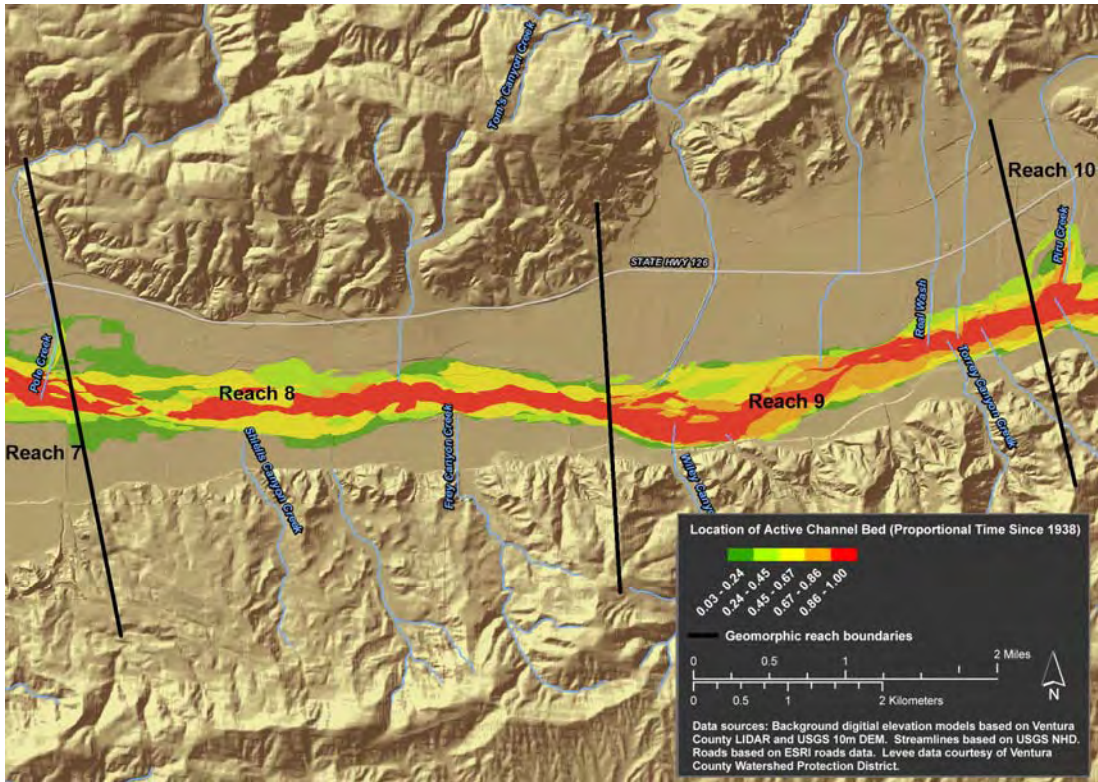 Tom's Canyon Creek
Reach 10
Piru Creek
STATE HWY 126
Real Wash
Pole Creek
Reach 8
Reach 9
Torrey Canyon Creek
Reach 7
Shiells Canyon Creek
Frey Canyon Creek
Wiley Canyo
Location of Active Channel Bed (Proportional Time Since 1938)
0.03 - 0.24
0.24 - 0.45
0.45 - 0.67
0.67 - 0.86
0.86 - 1.00
Geomorphic reach boundaries
0 0.5 1 2 Miles
0 0.5 1 2 Kilometers
N
Data sources: Background digitial elevation models based on Ventura
County LIDAR and USGS 10m DEM. Streamlines based on USGS NHD.
Roads based on ESRI roads data. Levee data courtesy of Ventura
County Watershed Protection District.